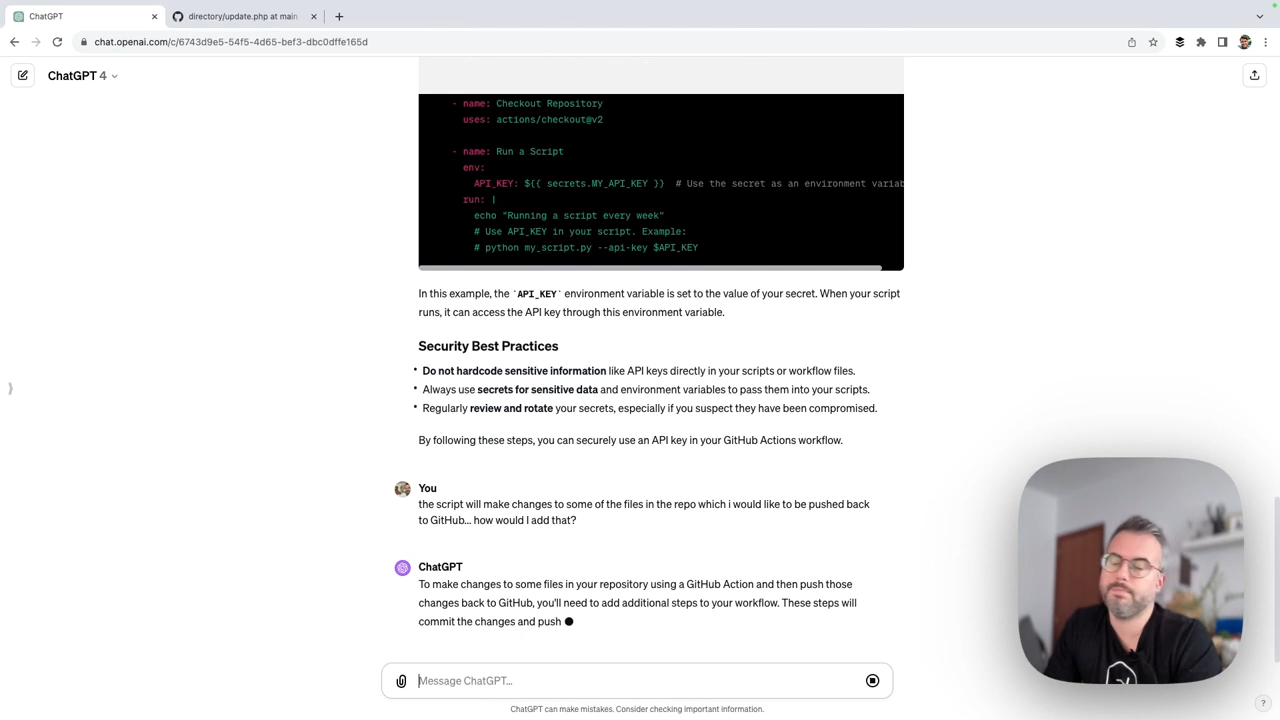 ChatGPT
directory/update.php at main
chat.openai.com/c/6743d9e5-54f5-4d65-bef3-dbc0dffe165d
ChatGPT 4
- name: Checkout Repository
uses: actions/checkout@v2
- name: Run a Script
env:
API_KEY: ${{ secrets.MY_API_KEY }} # Use the secret as an environment variab
run: |
echo "Running a script every week"
# Use API_KEY in your script. Example:
# python my_script.py --api-key $API_KEY
In this example, the `API_KEY` environment variable is set to the value of your secret. When your script
runs, it can access the API key through this environment variable.
Security Best Practices
• Do not hardcode sensitive information like API keys directly in your scripts or workflow files.
• Always use secrets for sensitive data and environment variables to pass them into your scripts.
• Regularly review and rotate your secrets, especially if you suspect they have been compromised.
By following these steps, you can securely use an API key in your GitHub Actions workflow.
You
the script will make changes to some of the files in the repo which i would like to be pushed back
to GitHub... how would I add that?
ChatGPT
To make changes to some files in your repository using a GitHub Action and then push those
changes back to GitHub, you'll need to add additional steps to your workflow. These steps will
commit the changes and push
Message ChatGPT...
ChatGPT can make mistakes. Consider checking important information.
?